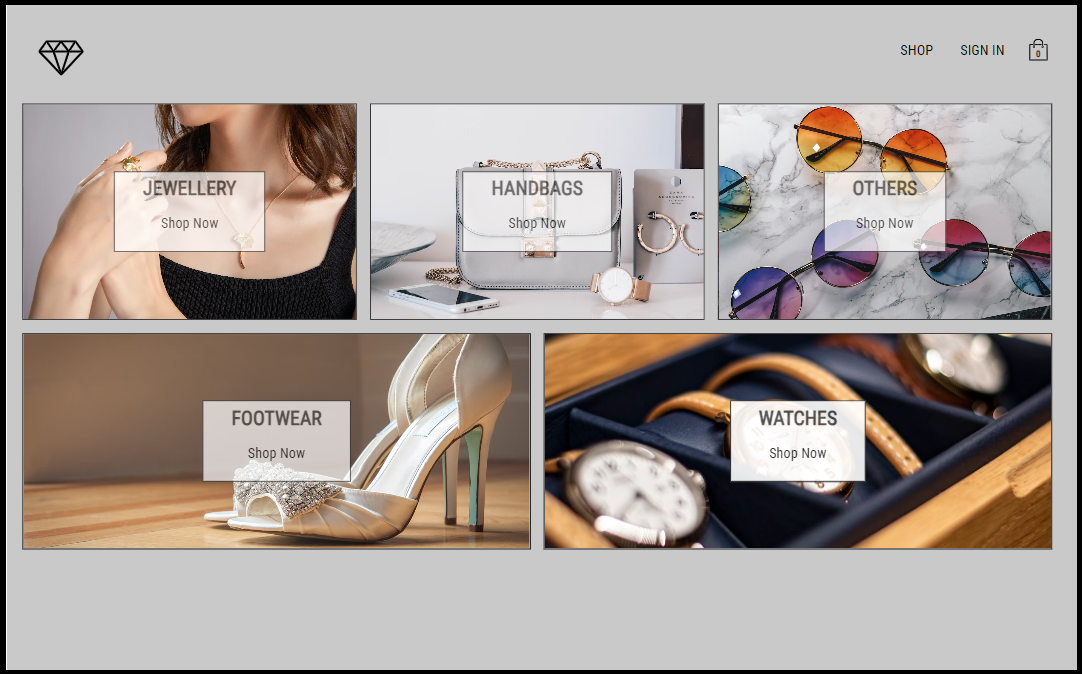 SHOP
SIGN IN
0
JEWELLERY
Shop Now
HANDBAGS
Shop Now
OTHERS
Shop Now
FOOTWEAR
Shop Now
WATCHES
Shop Now